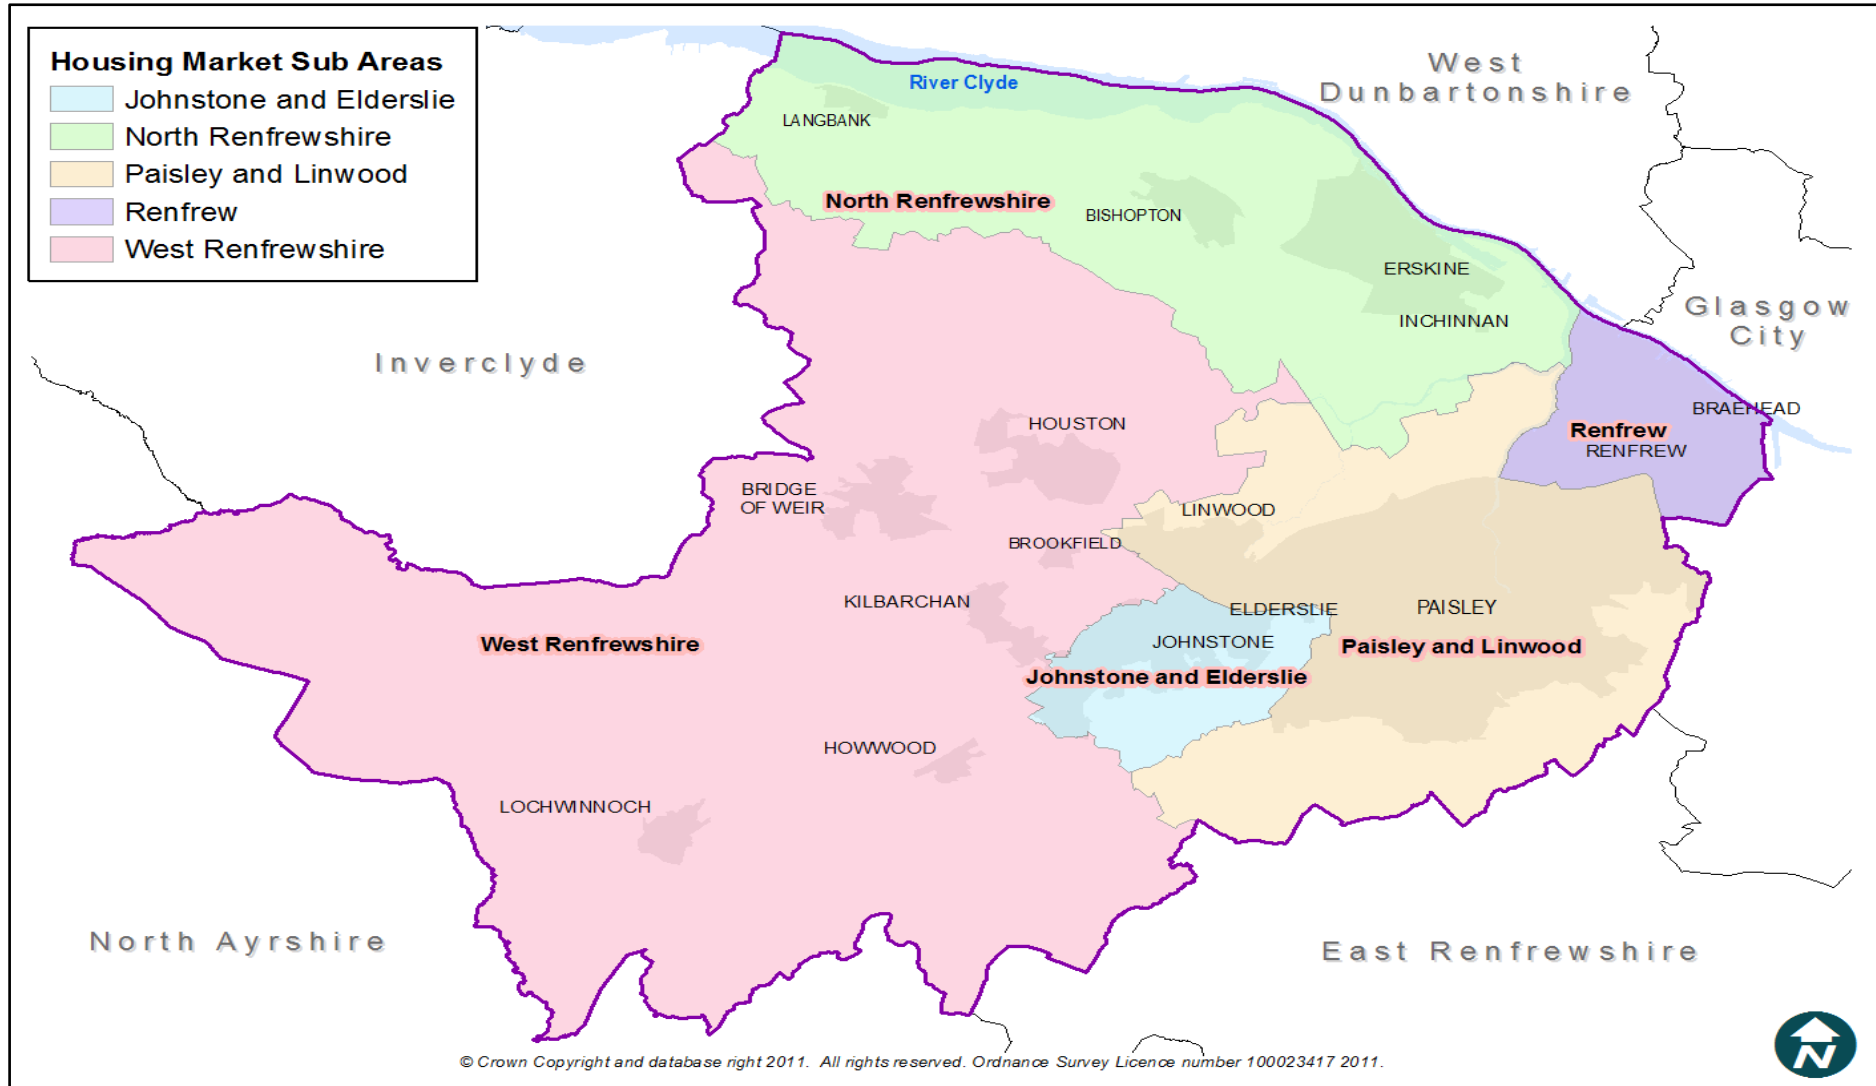 Housing Market Sub Areas
Johnstone and Elderslie
North Renfrewshire
Paisley and Linwood
Renfrew
West Renfrewshire
River Clyde
West
Dunbartonshire
LANGBANK
North Renfrewshire
BISHOPTON
ERSKINE
INCHINNAN
Glasgow
City
Inverclyde
BRAEHEAD
Renfrew
RENFREW
HOUSTON
BRIDGE
OF WEIR
LINWOOD
BROOKFIELD
KILBARCHAN
ELDERSLIE
PAISLEY
JOHNSTONE
West Renfrewshire
Paisley and Linwood
Johnstone and Elderslie
HOWWOOD
LOCHWINNOCH
North Ayrshire
East Renfrewshire
N
© Crown Copyright and database right 2011. All rights reserved. Ordnance Survey Licence number 100023417 2011.